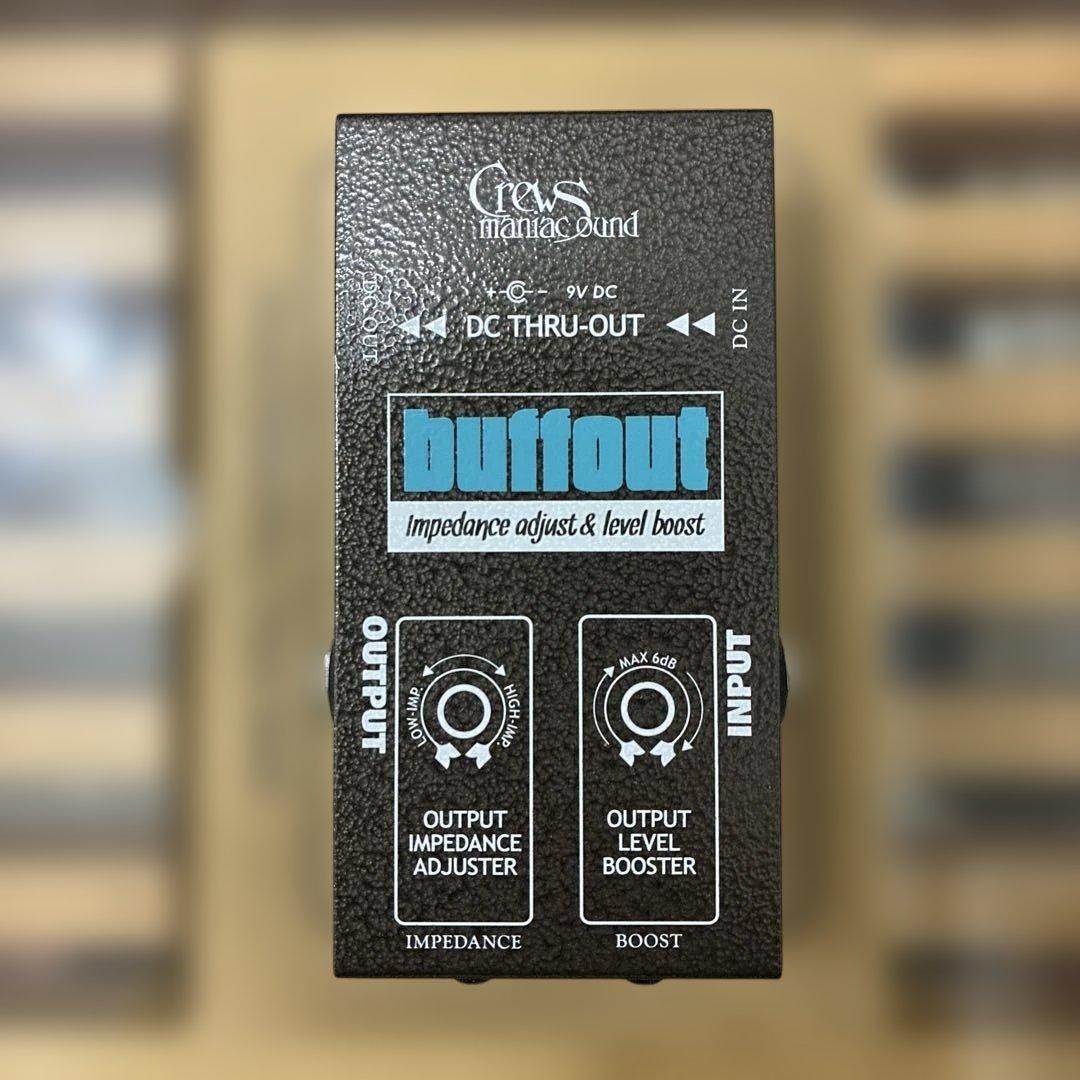 Crews
maniac sound
+ - 9V DC
DC OUT
DC THRU-OUT
DC IN
buffout
impedance adjust & level boost
OUTPUT
LOW-IMP.
HIGH-IMP.
OUTPUT
IMPEDANCE
ADJUSTER
IMPEDANCE
MAX 6dB
INPUT
OUTPUT
LEVEL
BOOSTER
BOOST